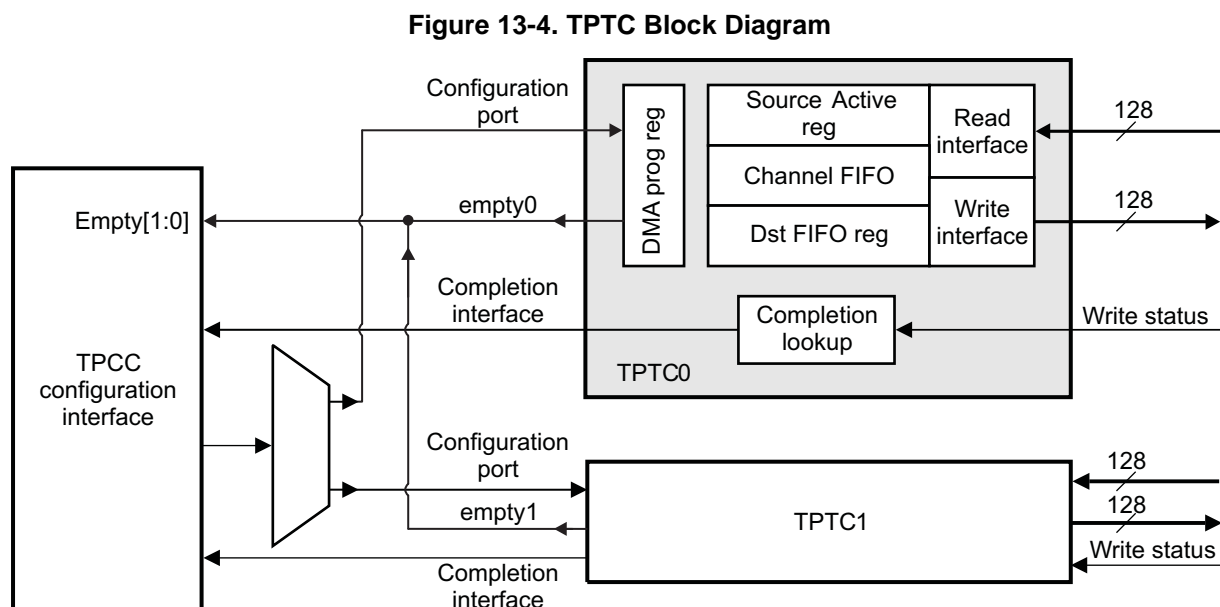 Figure 13-4. TPTC Block Diagram
Configuration
port
DMA prog reg
Source Active
reg
Channel FIFO
Dst FIFO reg
Read
interface
Write
interface
128
128
Empty[1:0]
empty0
Completion
interface
Completion
lookup
Write status
TPTC0
TPCC
configuration
interface
Configuration
port
empty1
TPTC1
128
128
Write status
Completion
interface